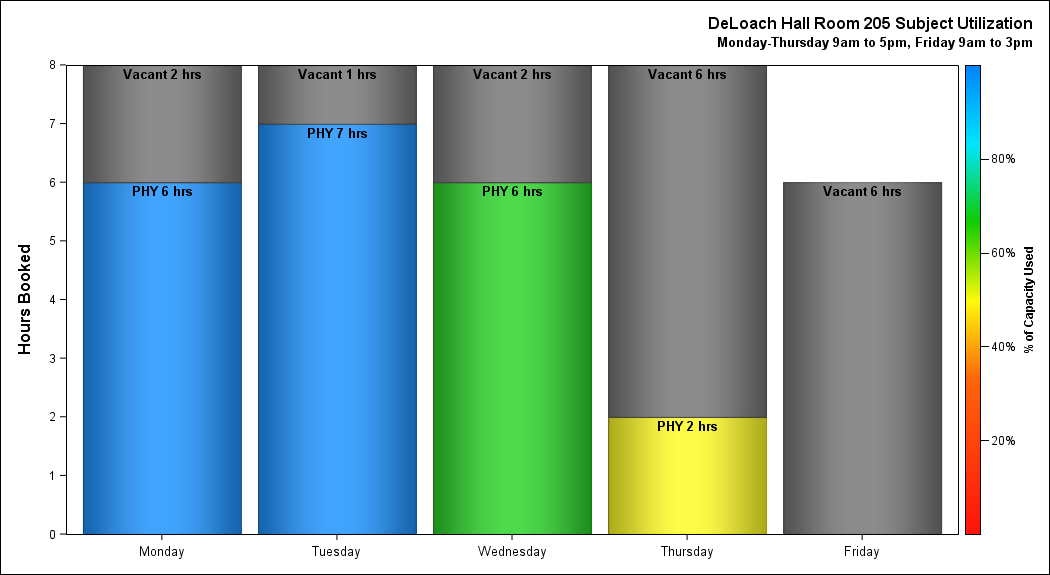 DeLoach Hall Room 205 Subject Utilization
Monday-Thursday 9am to 5pm, Friday 9am to 3pm
Hours Booked
8
7
6
5
4
3
2
1
0
Vacant 2 hrs
PHY 6 hrs
Vacant 1 hrs
PHY 7 hrs
Vacant 2 hrs
PHY 6 hrs
Vacant 6 hrs
PHY 2 hrs
Vacant 6 hrs
Monday
Tuesday
Wednesday
Thursday
Friday
80%
60%
40%
20%
% of Capacity Used